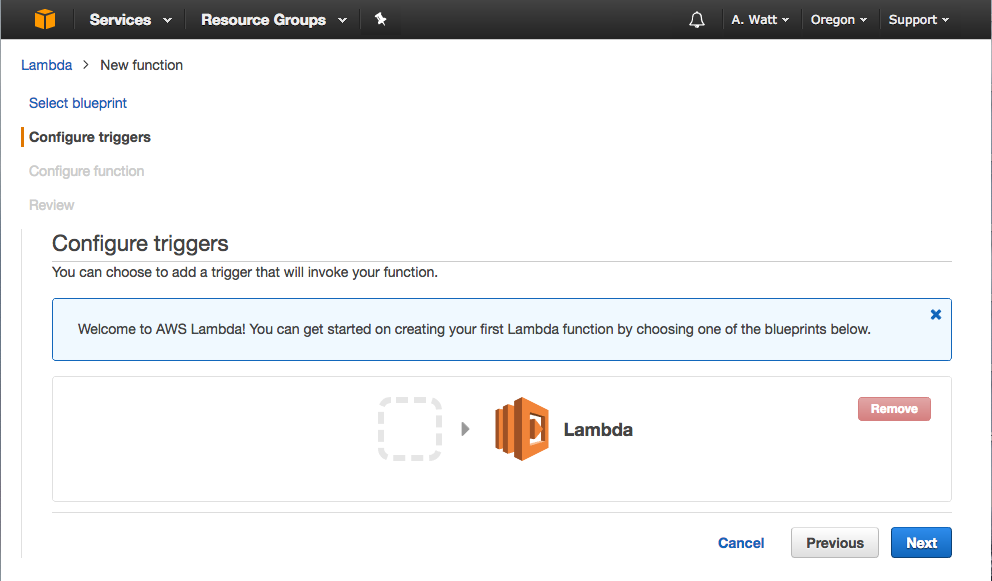 Services Resource Groups A. Watt Oregon Support
Lambda > New function
Select blueprint
Configure triggers
Configure function
Review
Configure triggers
You can choose to add a trigger that will invoke your function.
Welcome to AWS Lambda! You can get started on creating your first Lambda function by choosing one of the blueprints below.
Remove
Lambda
Cancel Previous Next